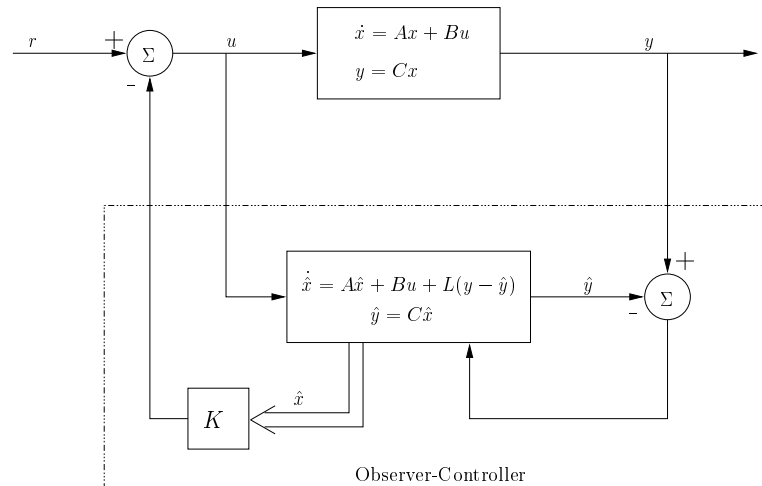 r
+
Σ
-
u
ẋ = Ax + Bu
y = Cx
y
+
x̂̇ = Ax̂ + Bu + L(y − ŷ)
ŷ = Cx̂
ŷ
Σ
-
x̂
K
Observer-Controller